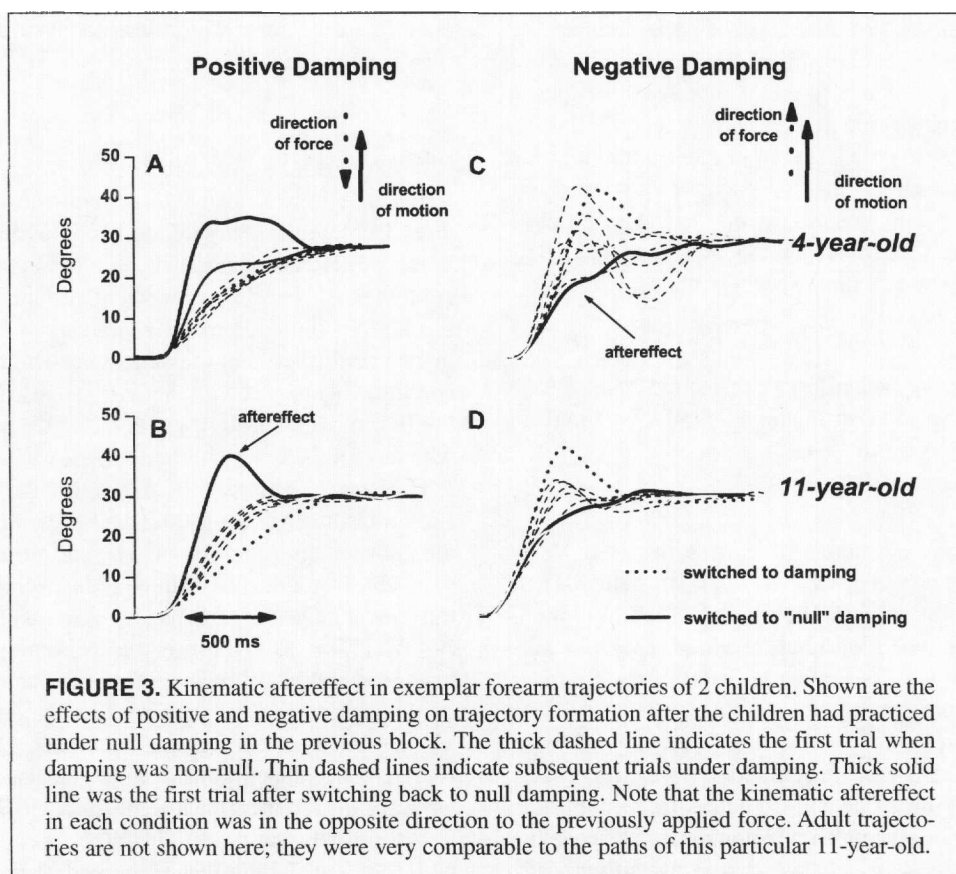 Positive Damping
Negative Damping
direction
of force
direction
of motion
A
50
40
30
20
10
0
Degrees
direction
of force
direction
of motion
C
4-year-old
aftereffect
B
50
40
30
20
10
0
Degrees
aftereffect
500 ms
D
11-year-old
switched to damping
switched to "null" damping
FIGURE 3. Kinematic aftereffect in exemplar forearm trajectories of 2 children. Shown are the
effects of positive and negative damping on trajectory formation after the children had practiced
under null damping in the previous block. The thick dashed line indicates the first trial when
damping was non-null. Thin dashed lines indicate subsequent trials under damping. Thick solid
line was the first trial after switching back to null damping. Note that the kinematic aftereffect
in each condition was in the opposite direction to the previously applied force. Adult trajecto-
ries are not shown here; they were very comparable to the paths of this particular 11-year-old.